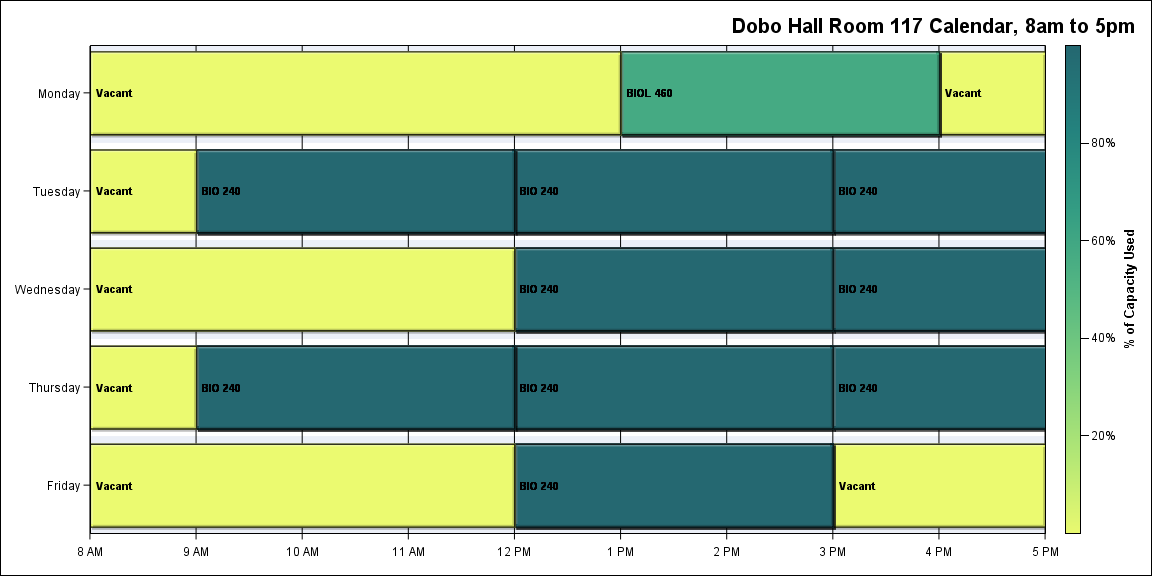 Dobo Hall Room 117 Calendar, 8am to 5pm
Monday Vacant BIOL 460 Vacant
80%
Tuesday Vacant BIO 240 BIO 240 BIO 240
60%
Wednesday Vacant BIO 240 BIO 240
% of Capacity Used
40%
Thursday Vacant BIO 240 BIO 240 BIO 240
20%
Friday Vacant BIO 240 Vacant
8 AM 9 AM 10 AM 11 AM 12 PM 1 PM 2 PM 3 PM 4 PM 5 PM